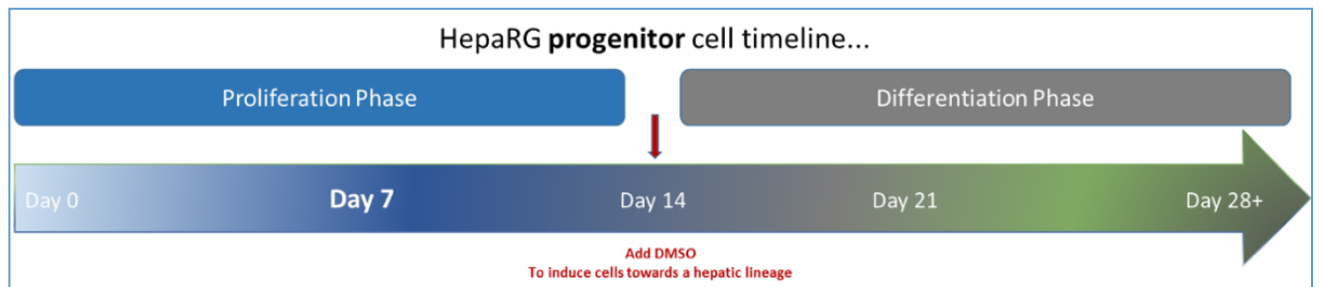 HepaRG progenitor cell timeline...
Proliferation Phase
Differentiation Phase
Day 0
Day 7
Day 14
Day 21
Day 28+
Add DMSO
To induce cells towards a hepatic lineage